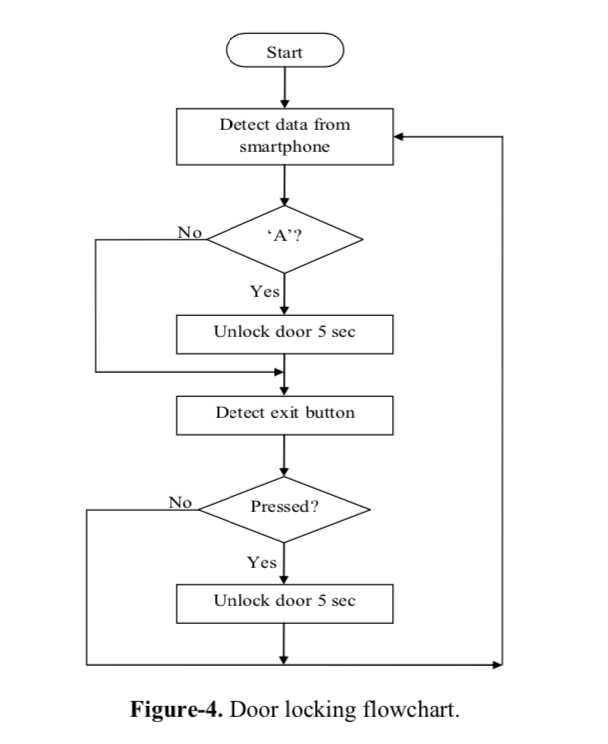 Start
Detect data from
smartphone
No
‘A’?
Yes
Unlock door 5 sec
Detect exit button
No
Pressed?
Yes
Unlock door 5 sec
Figure-4. Door locking flowchart.